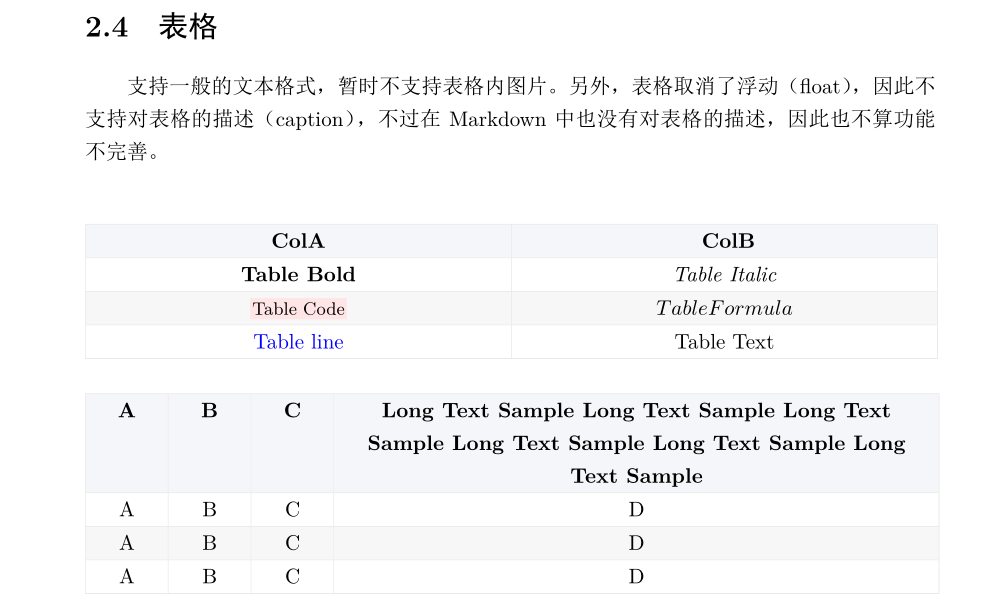 2.4 表格
支持一般的文本格式，暂时不支持表格内图片。另外，表格取消了浮动（float），因此不
支持对表格的描述（caption），不过在 Markdown 中也没有对表格的描述，因此也不算功能
不完善。
ColA ColB
Table Bold Table Italic
Table Code TableFormula
Table line Table Text
A B C Long Text Sample Long Text Sample Long Text
Sample Long Text Sample Long Text Sample Long
Text Sample
A B C D
A B C D
A B C D